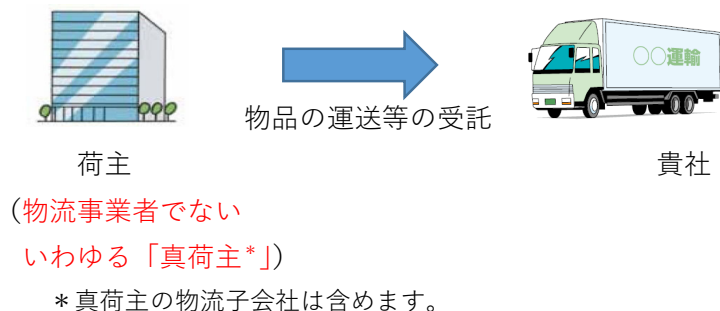 〇〇運輸
物品の運送等の受託
荷主
貴社
(物流事業者でない
いわゆる「真荷主*」)
*真荷主の物流子会社は含めます。